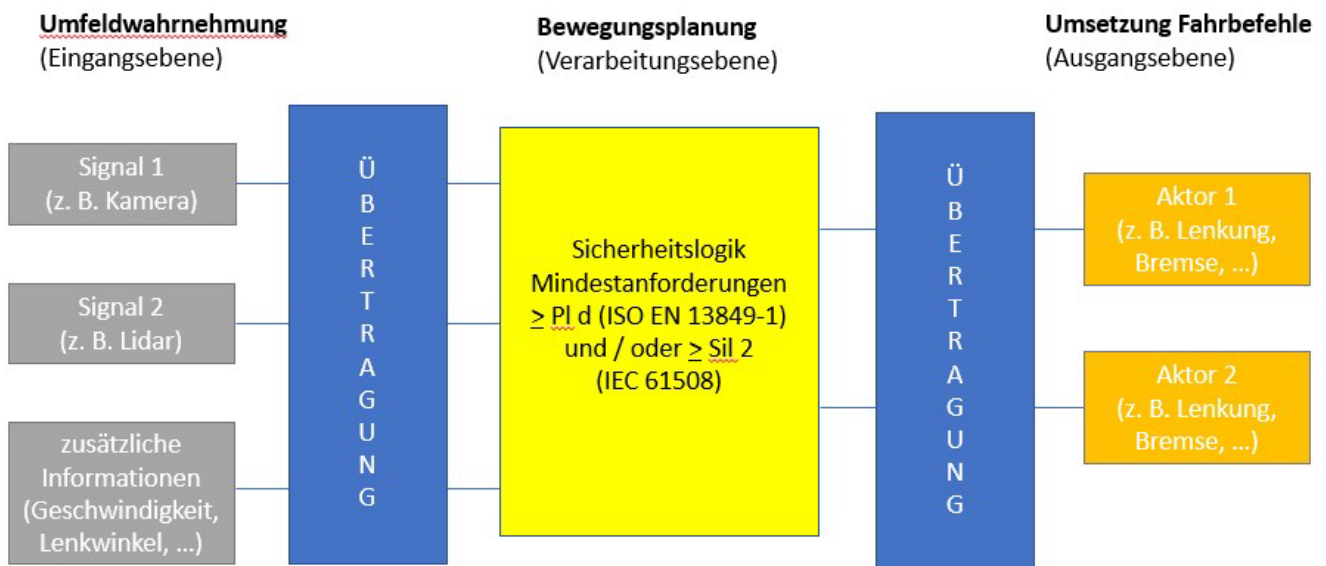 Umfeldwahrnehmung
(Eingangsebene)
Bewegungsplanung
(Verarbeitungsebene)
Umsetzung Fahrbefehle
(Ausgangsebene)
Signal 1
(z. B. Kamera)
Signal 2
(z. B. Lidar)
zusätzliche
Informationen
(Geschwindigkeit,
Lenkwinkel, ...)
Ü
B
E
R
T
R
A
G
U
N
G
Sicherheitslogik
Mindestanforderungen
≥ Pl d (ISO EN 13849-1)
und / oder ≥ Sil 2
(IEC 61508)
Ü
B
E
R
T
R
A
G
U
N
G
Aktor 1
(z. B. Lenkung,
Bremse, ...)
Aktor 2
(z. B. Lenkung,
Bremse, ...)